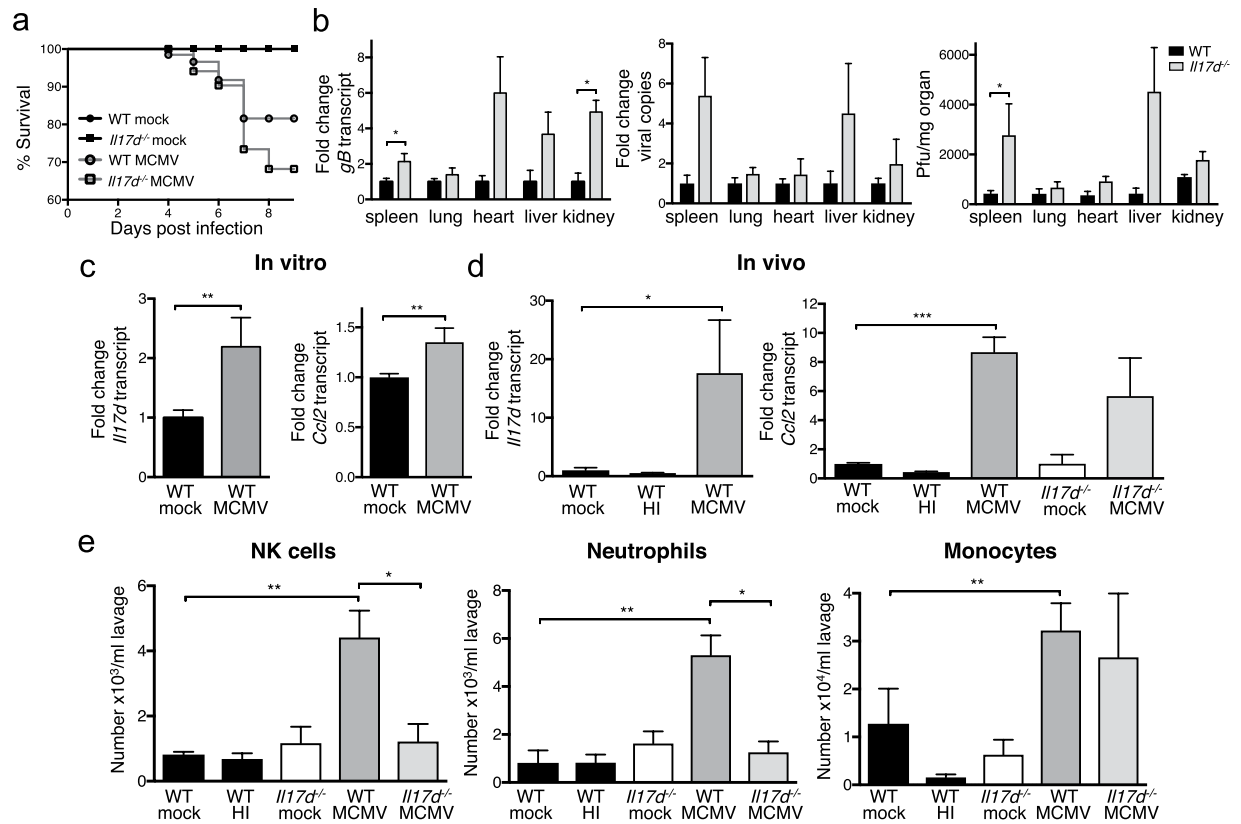 a
% Survival
100
90
80
70
60
0
2
4
6
8
Days post infection
WT mock
Il17d-/- mock
WT MCMV
Il17d-/- MCMV
b
Fold change
gB transcript
8
6
4
2
0
spleen lung heart liver kidney
*
*
Fold change
viral copies
8
6
4
2
0
spleen lung heart liver kidney
Pfu/mg organ
6000
4000
2000
0
spleen lung heart liver kidney
*
WT
Il17d-/-
c
In vitro
Fold change
Il17d transcript
3
2
1
0
**
WT
mock
WT
MCMV
Fold change
Ccl2 transcript
1.5
1.0
0.5
0.0
**
WT
mock
WT
MCMV
d
In vivo
Fold change
Il17d transcript
30
20
10
0
*
WT
mock
WT
HI
WT
MCMV
Fold change
Ccl2 transcript
12
10
8
6
4
2
0
***
WT
mock
WT
HI
WT
MCMV
Il17d-/-
mock
Il17d-/-
MCMV
e
NK cells
Number x10³/ml lavage
6
4
2
0
**
*
WT
mock
WT
HI
Il17d-/-
mock
WT
MCMV
Il17d-/-
MCMV
Neutrophils
Number x10³/ml lavage
8
6
4
2
0
**
*
WT
mock
WT
HI
Il17d-/-
mock
WT
MCMV
Il17d-/-
MCMV
Monocytes
Number x10⁴/ml lavage
4
3
2
1
0
**
WT
mock
WT
HI
Il17d-/-
mock
WT
MCMV
Il17d-/-
MCMV